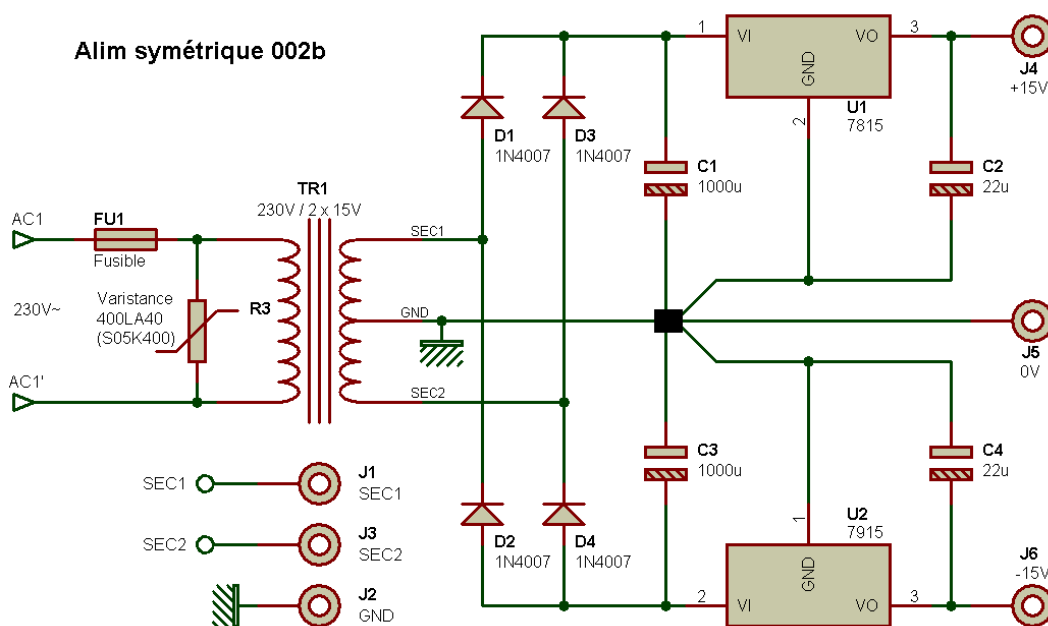 Alim symétrique 002b
1
VI
VO
3
GND
2
U1
7815
J4
+15V
D1
1N4007
D3
1N4007
C1
1000u
C2
22u
TR1
230V / 2 x 15V
AC1
FU1
Fusible
SEC1
230V~
Varistance
400LA40
(S05K400)
R3
GND
J5
0V
AC1'
SEC2
C3
1000u
C4
22u
SEC1
J1
SEC1
SEC2
J3
SEC2
J2
GND
D2
1N4007
D4
1N4007
U2
7915
1
GND
2
VI
VO
3
J6
-15V